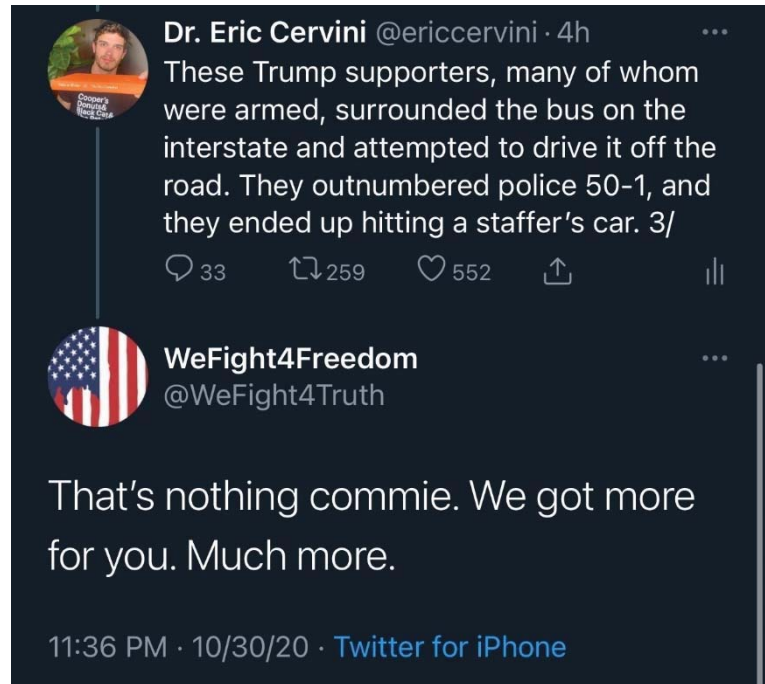 Dr. Eric Cervini @ericcervini · 4h
These Trump supporters, many of whom
were armed, surrounded the bus on the
interstate and attempted to drive it off the
road. They outnumbered police 50-1, and
they ended up hitting a staffer's car. 3/
33 259 552
WeFight4Freedom
@WeFight4Truth
That's nothing commie. We got more
for you. Much more.
11:36 PM · 10/30/20 · Twitter for iPhone